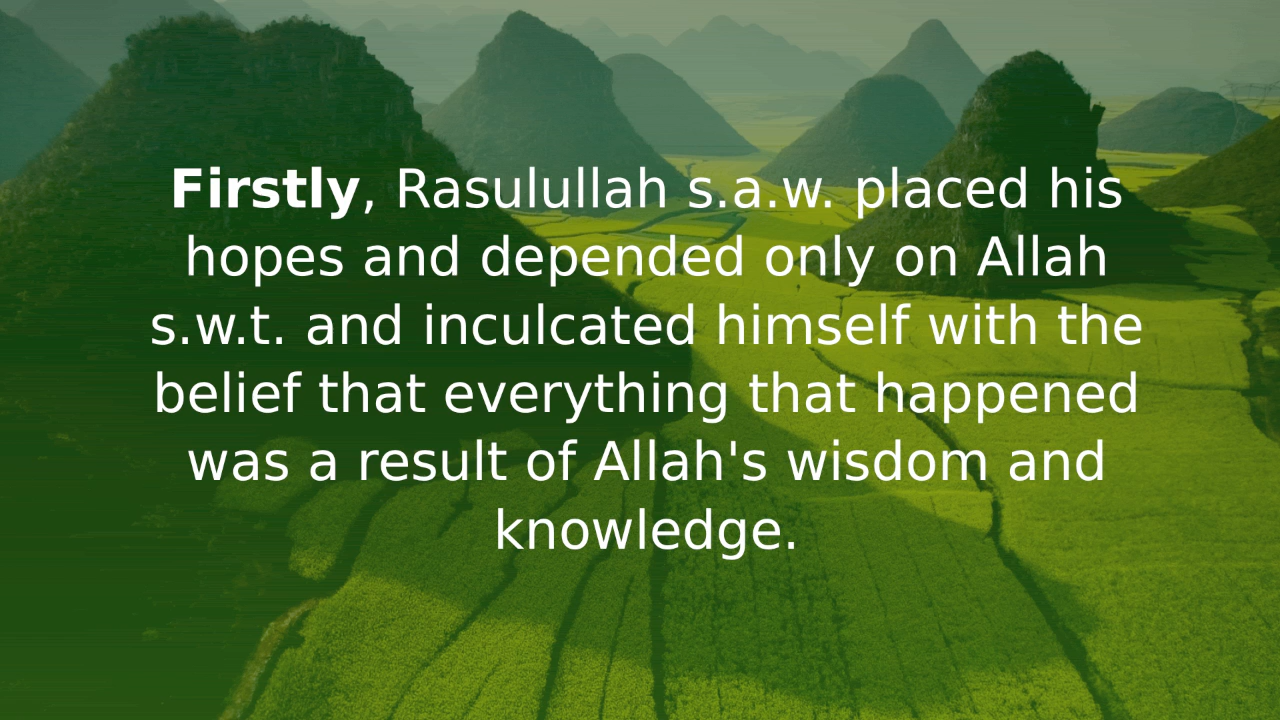 Firstly, Rasulullah s.a.w. placed his
hopes and depended only on Allah
s.w.t. and inculcated himself with the
belief that everything that happened
was a result of Allah's wisdom and
knowledge.